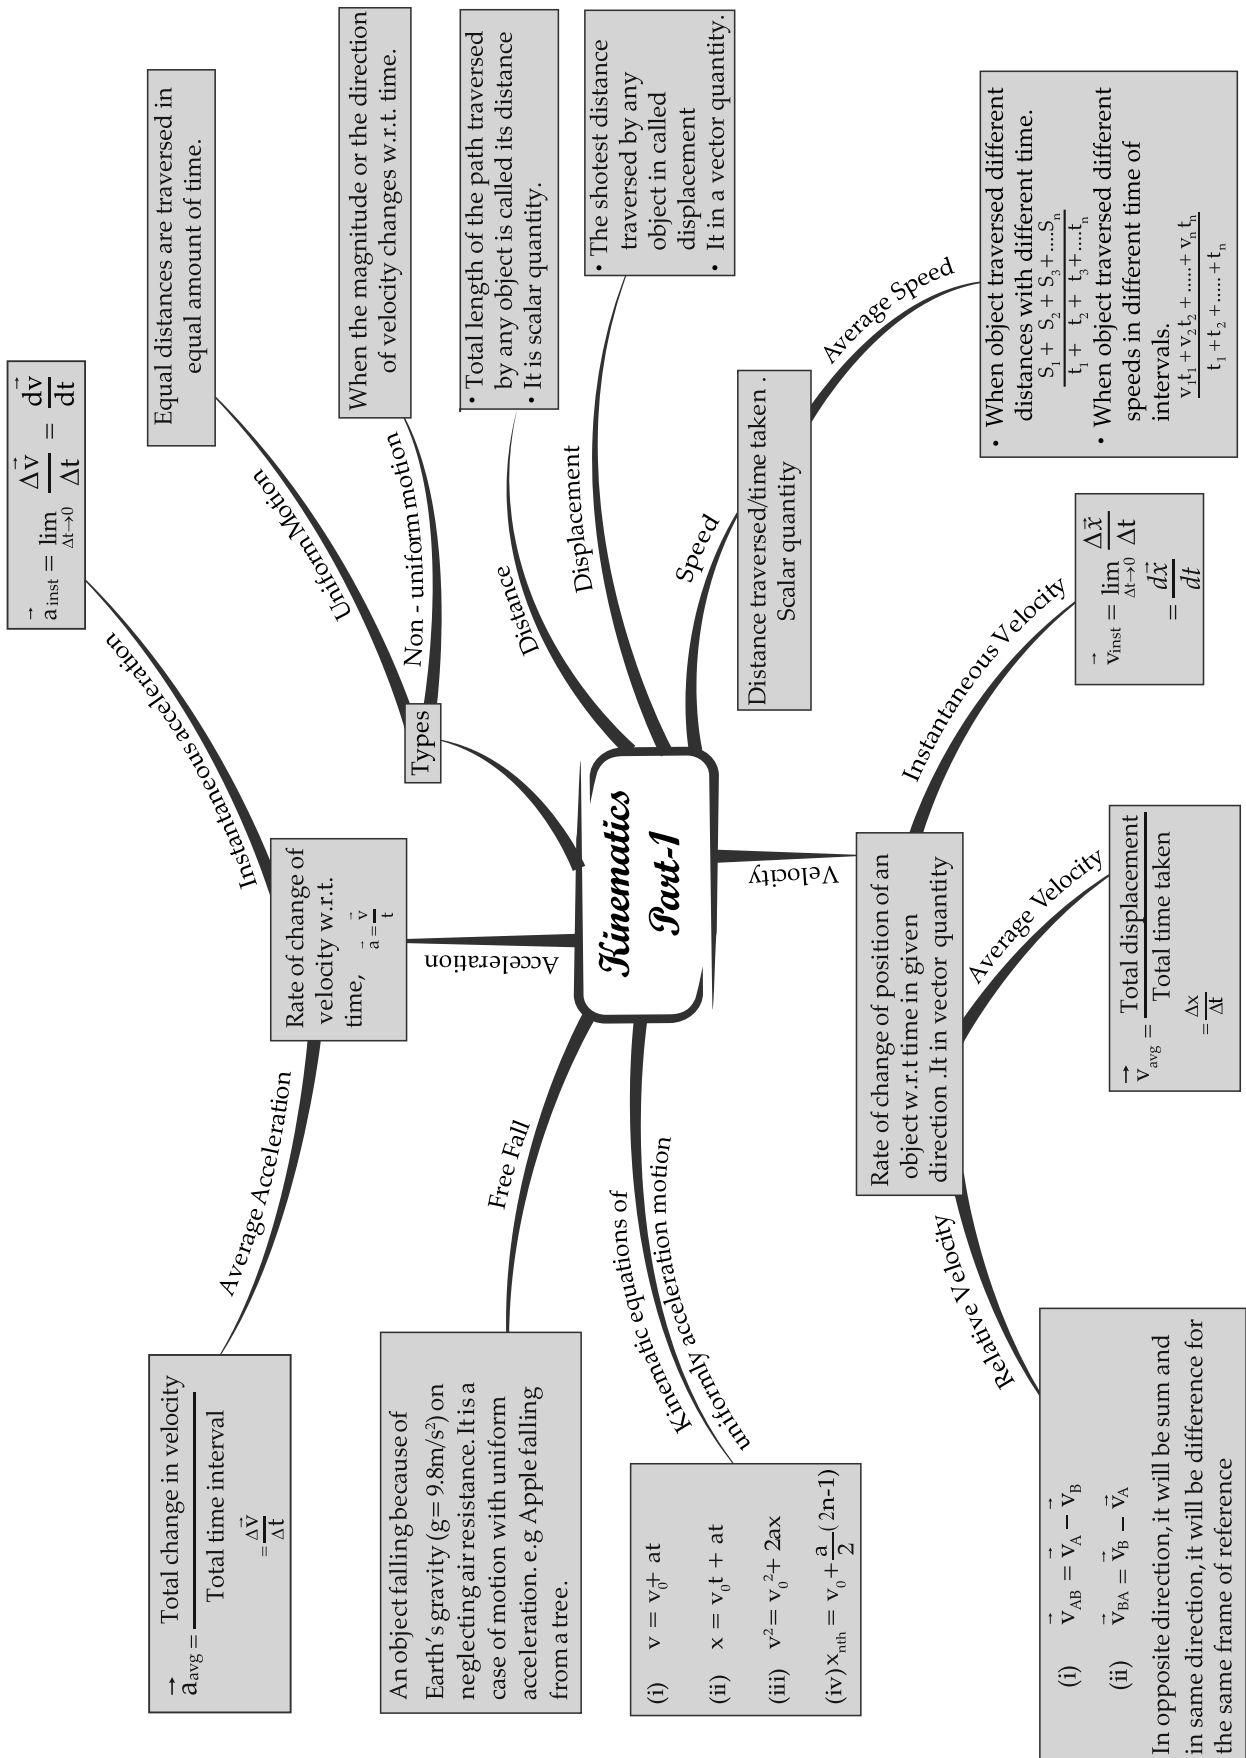 Kinematics
Part-1
Types
Uniform Motion
Equal distances are traversed in
equal amount of time.
Non - uniform motion
When the magnitude or the direction
of velocity changes w.r.t. time.
Distance
• Total length of the path traversed
by any object is called its distance
• It is scalar quantity.
Displacement
• The shotest distance
traversed by any
object in called
displacement
• It in a vector quantity.
Speed
Distance traversed/time taken .
Scalar quantity
Average Speed
• When object traversed different
distances with different time.
S₁ + S₂ + S₃ + .....Sₙ
t₁ + t₂ + t₃ + .....tₙ
• When object traversed different
speeds in different time of
intervals.
v₁t₁ + v₂t₂ + ......+ vₙtₙ
t₁ + t₂ + ...... + tₙ
Velocity
Rate of change of position of an
object w.r.t time in given
direction .It in vector quantity
Instantaneous Velocity
v⃗inst = lim Δt→0 Δx⃗/Δt
= dx⃗/dt
Average Velocity
v⃗avg = Total displacement
Total time taken
= Δx/Δt
Relative Velocity
(i) v⃗AB = v⃗A − v⃗B
(ii) v⃗BA = v⃗B − v⃗A
In opposite direction, it will be sum and
in same direction, it will be difference for
the same frame of reference
Kinematic equations of
uniformly acceleration motion
(i) v = v₀+ at
(ii) x = v₀t + at
(iii) v² = v₀² + 2ax
(iv) xnth = v₀ + a/2 (2n-1)
Free Fall
An object falling because of
Earth's gravity (g = 9.8m/s²) on
neglecting air resistance. It is a
case of motion with uniform
acceleration. e.g Apple falling
from a tree.
Acceleration
Rate of change of
velocity w.r.t.
time, a⃗ = v⃗/t
Average Acceleration
a⃗avg = Total change in velocity
Total time interval
= Δv⃗/Δt
Instantaneous acceleration
a⃗inst = lim Δt→0 Δv⃗/Δt = dv⃗/dt